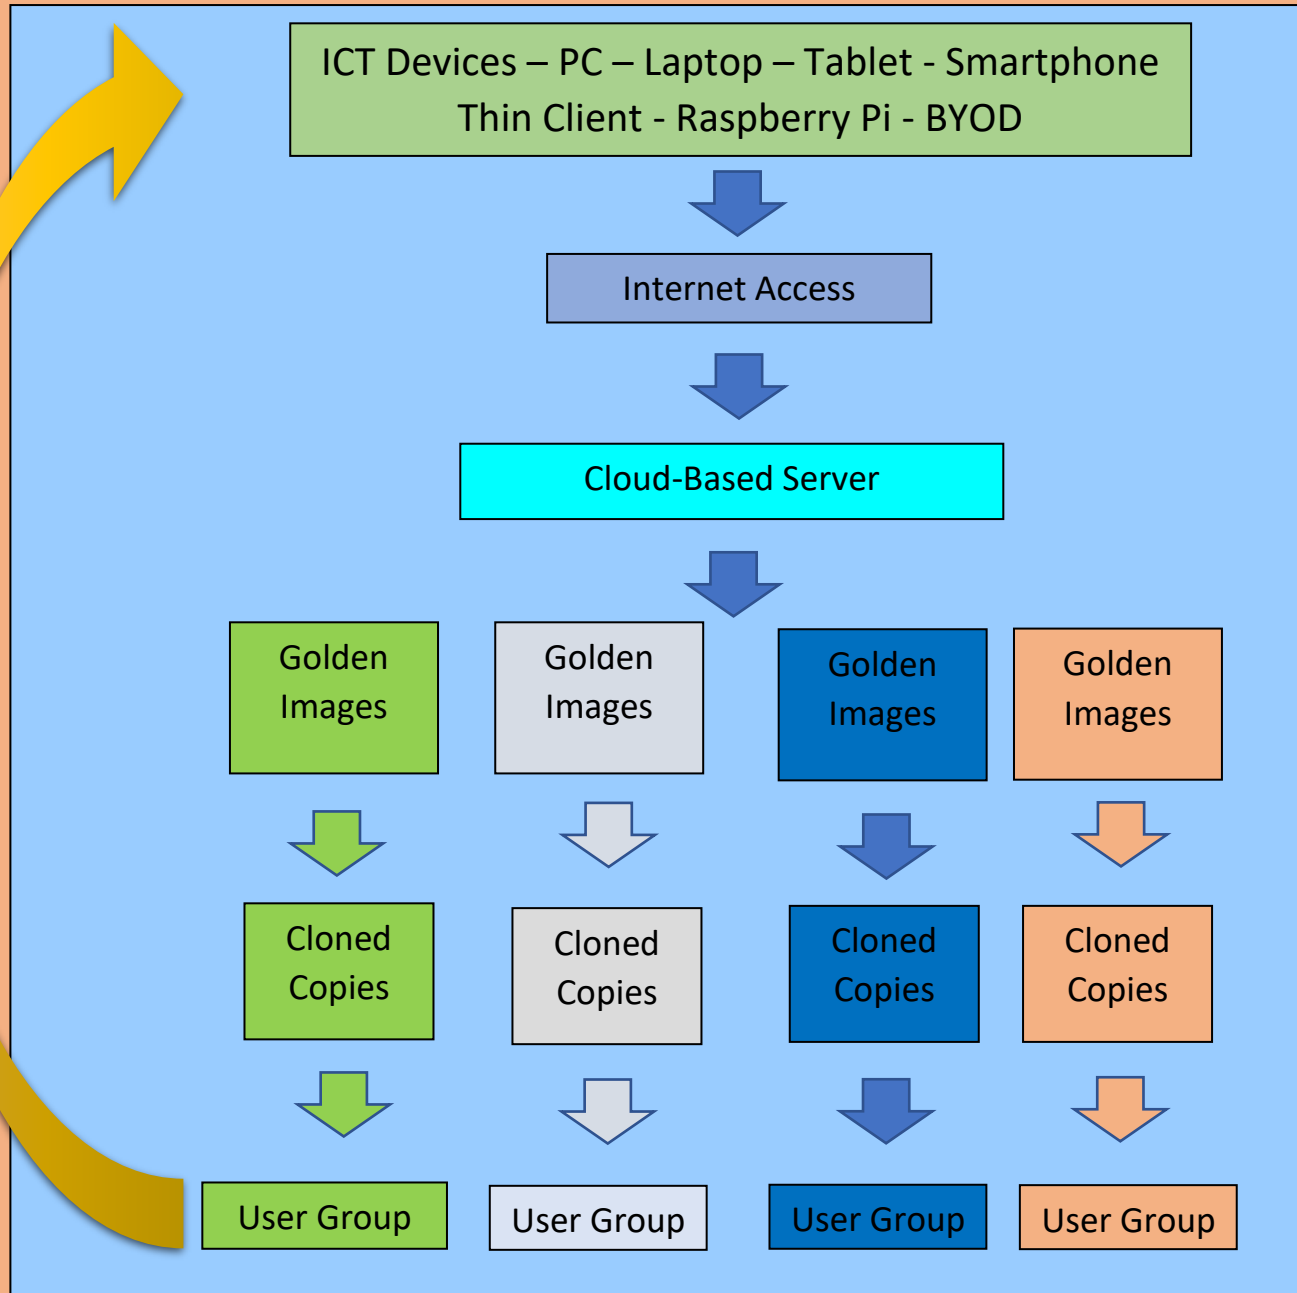 ICT Devices – PC – Laptop – Tablet - Smartphone
Thin Client - Raspberry Pi - BYOD
Internet Access
Cloud-Based Server
Golden
Images
Golden
Images
Golden
Images
Golden
Images
Cloned
Copies
Cloned
Copies
Cloned
Copies
Cloned
Copies
User Group
User Group
User Group
User Group